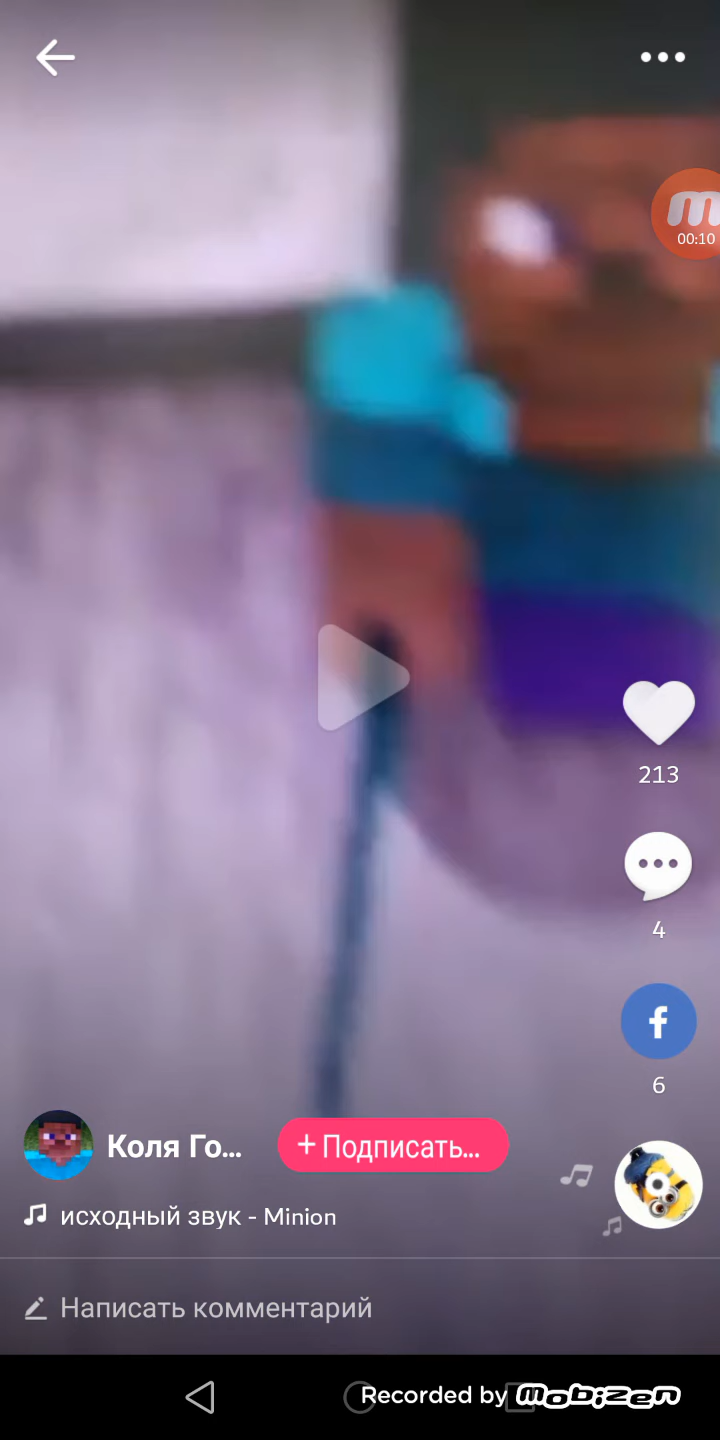 00:10
213
4
6
Коля Го...
+ Подписать...
исходный звук - Minion
Написать комментарий
Recorded by Mobizen